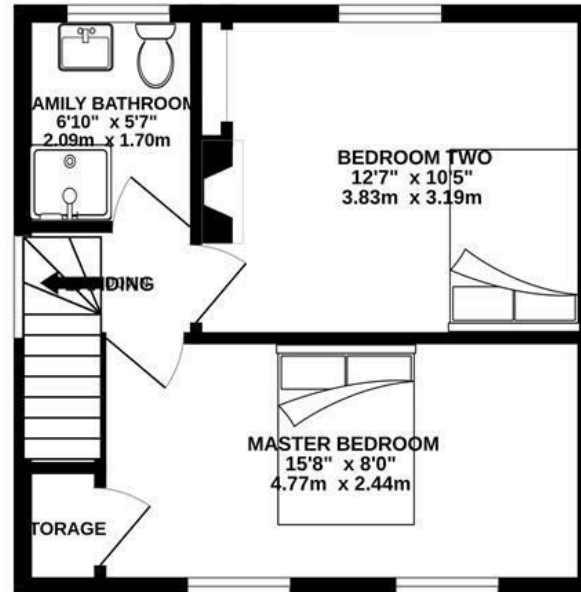 AMILY BATHROOM
6'10" x 5'7"
2.09m x 1.70m
BEDROOM TWO
12'7" x 10'5"
3.83m x 3.19m
MASTER BEDROOM
15'8" x 8'0"
4.77m x 2.44m
TORAGE